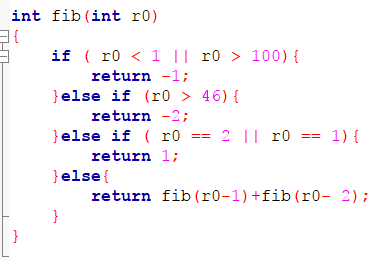 int fib(int r0)
{
    if ( r0 < 1 || r0 > 100){
        return -1;
    }else if (r0 > 46){
        return -2;
    }else if ( r0 == 2 || r0 == 1){
        return 1;
    }else{
        return fib(r0-1)+fib(r0- 2);
    }
}